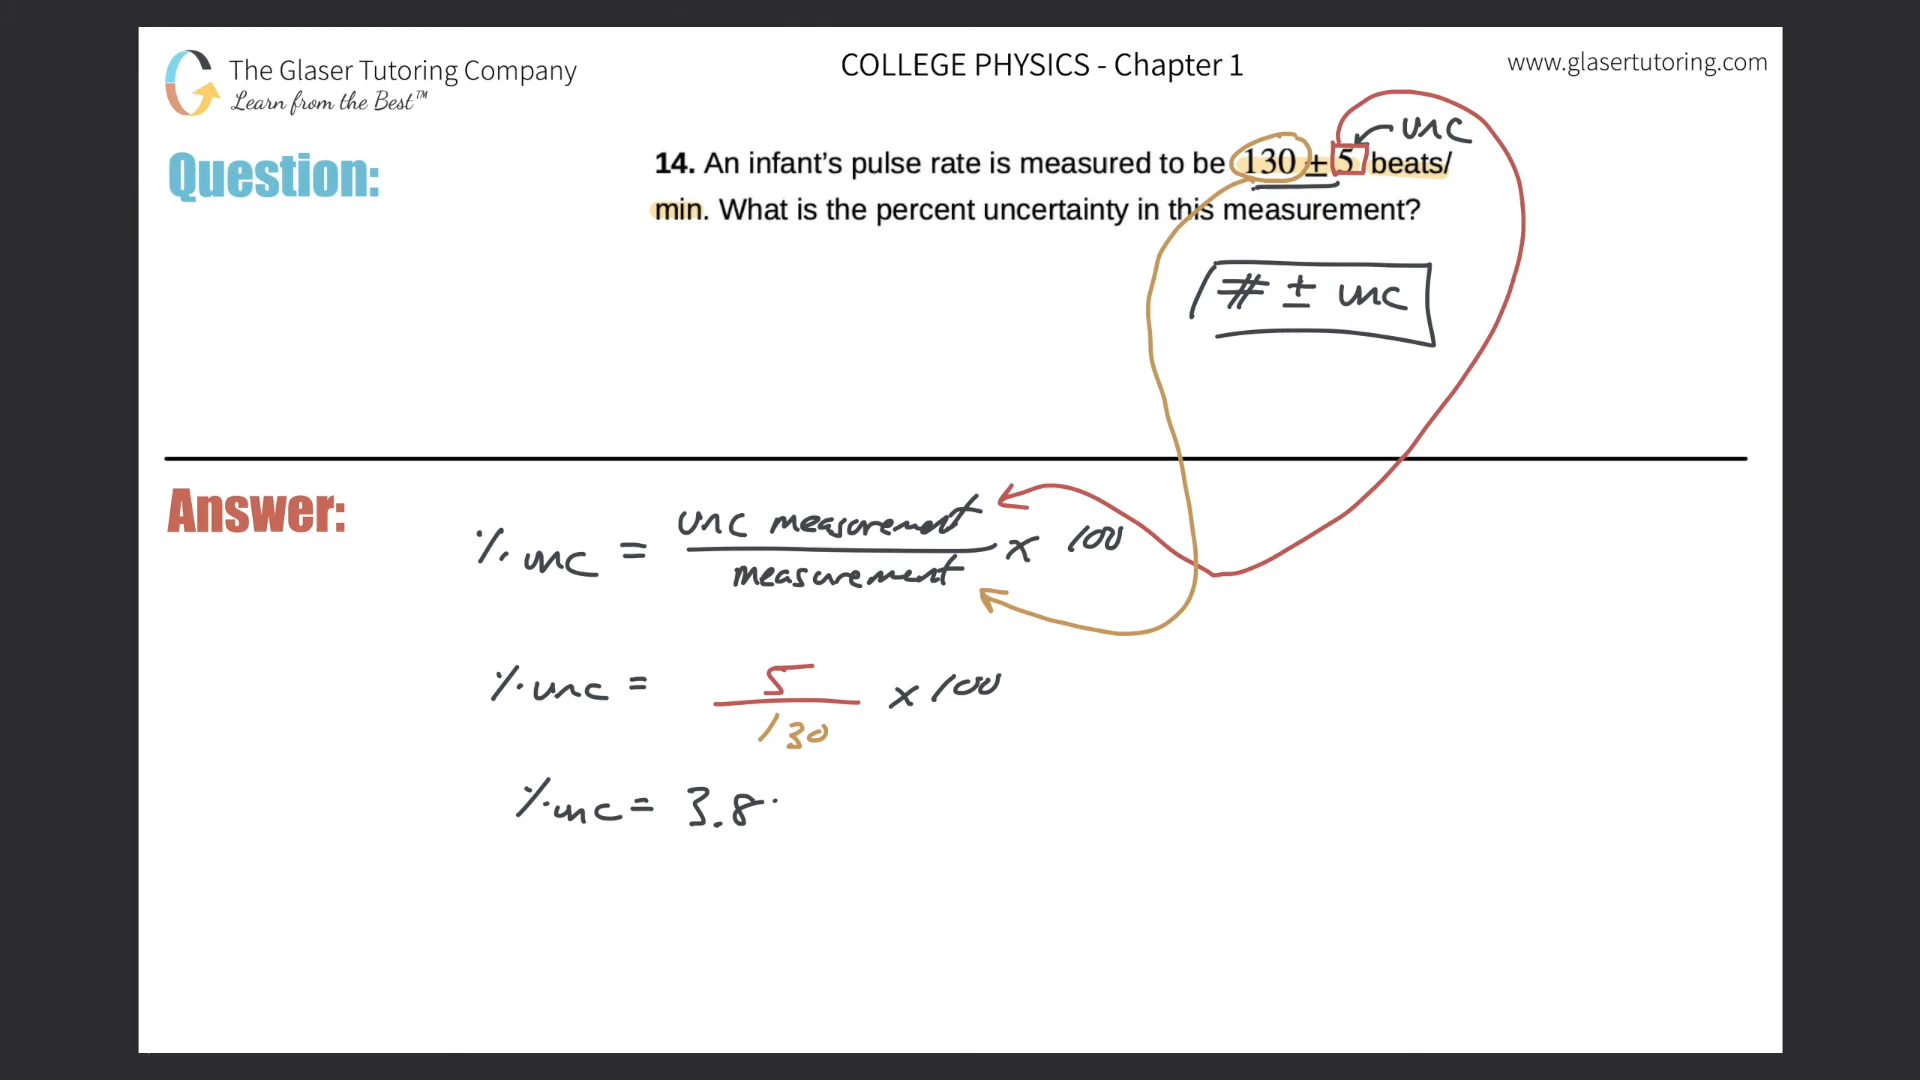 The Glaser Tutoring Company
Learn from the Best™
COLLEGE PHYSICS - Chapter 1
www.glasertutoring.com
Question:
unc
14. An infant's pulse rate is measured to be 130 ± 5 beats/
min. What is the percent uncertainty in this measurement?
# ± unc
Answer:
% unc = unc measurement / measurement x 100
% unc = 5 / 130 x 100
% unc = 3.8